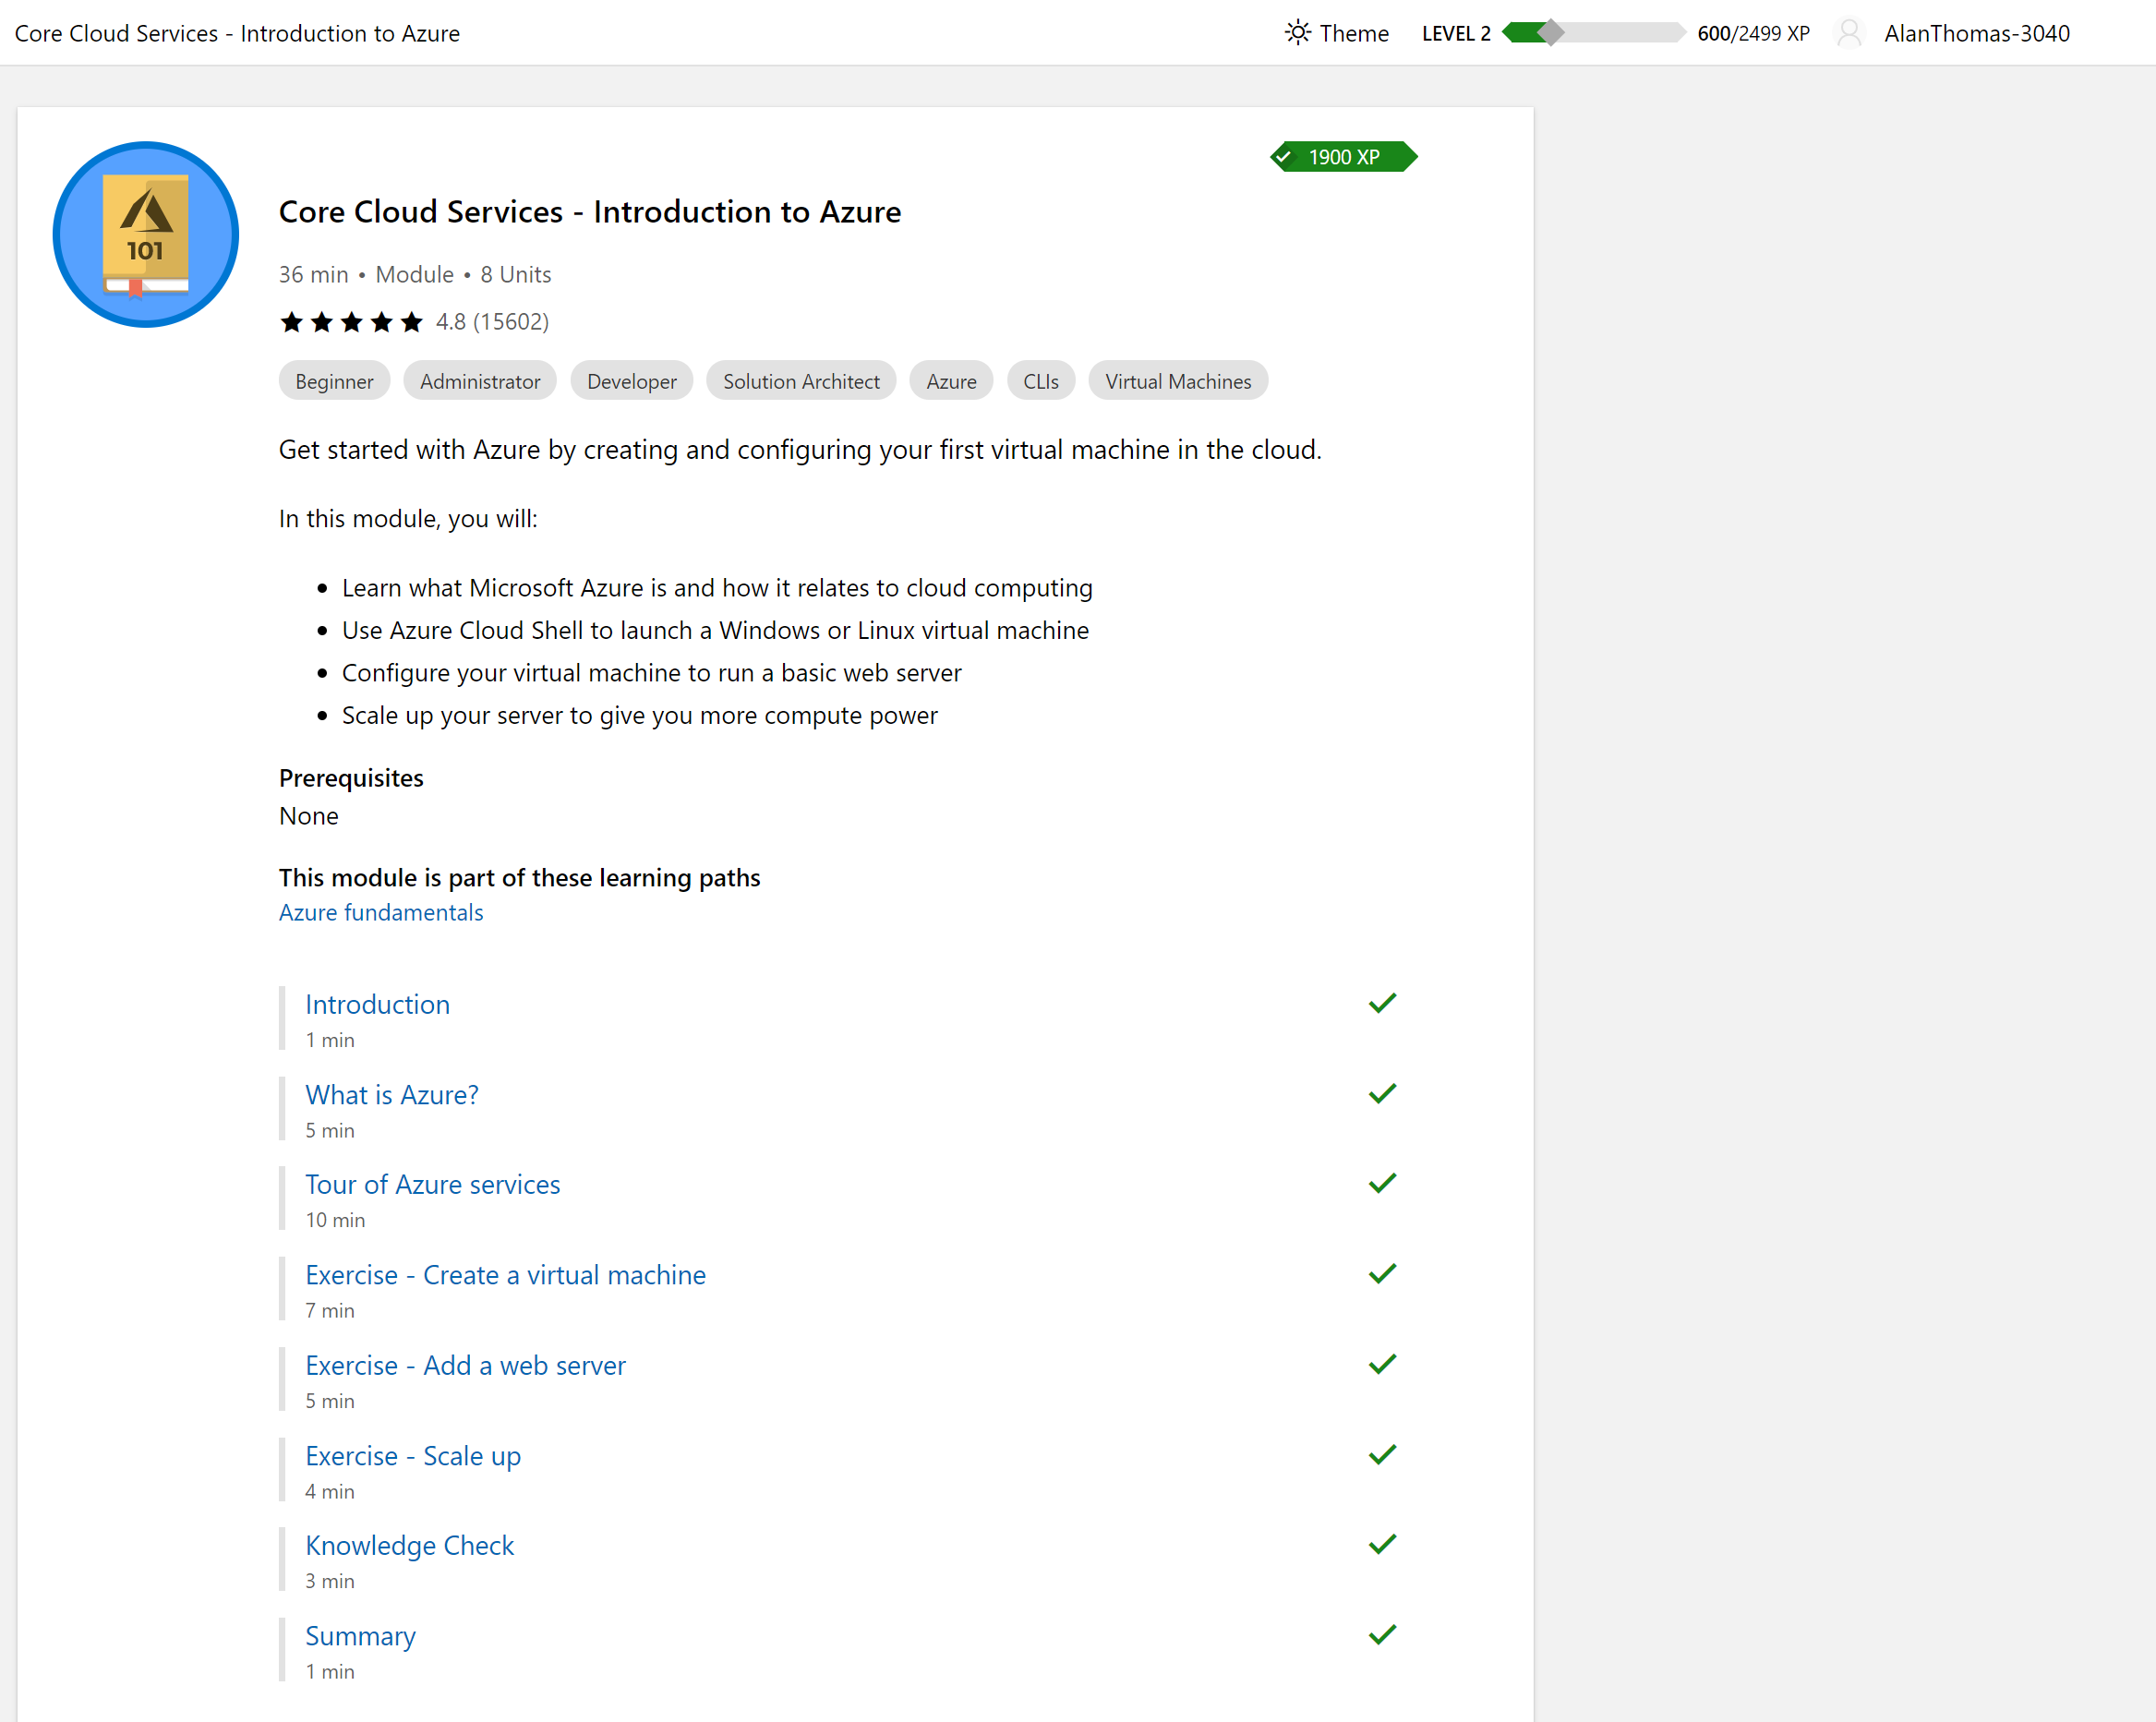 Core Cloud Services - Introduction to Azure
Theme
LEVEL 2
600/2499 XP
AlanThomas-3040
1900 XP
101
Core Cloud Services - Introduction to Azure
36 min • Module • 8 Units
4.8 (15602)
Beginner Administrator Developer Solution Architect Azure CLIs Virtual Machines
Get started with Azure by creating and configuring your first virtual machine in the cloud.
In this module, you will:
• Learn what Microsoft Azure is and how it relates to cloud computing
• Use Azure Cloud Shell to launch a Windows or Linux virtual machine
• Configure your virtual machine to run a basic web server
• Scale up your server to give you more compute power
Prerequisites
None
This module is part of these learning paths
Azure fundamentals
Introduction
1 min
What is Azure?
5 min
Tour of Azure services
10 min
Exercise - Create a virtual machine
7 min
Exercise - Add a web server
5 min
Exercise - Scale up
4 min
Knowledge Check
3 min
Summary
1 min